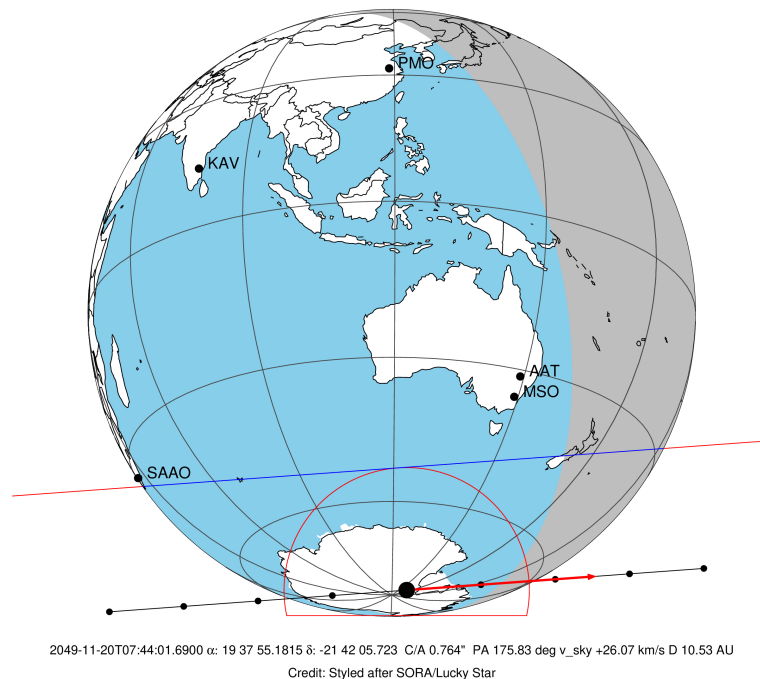 PMO
KAV
AAT
MSO
SAAO
2049-11-20T07:44:01.6900 α: 19 37 55.1815 δ: -21 42 05.723 C/A 0.764" PA 175.83 deg v_sky +26.07 km/s D 10.53 AU
Credit: Styled after SORA/Lucky Star